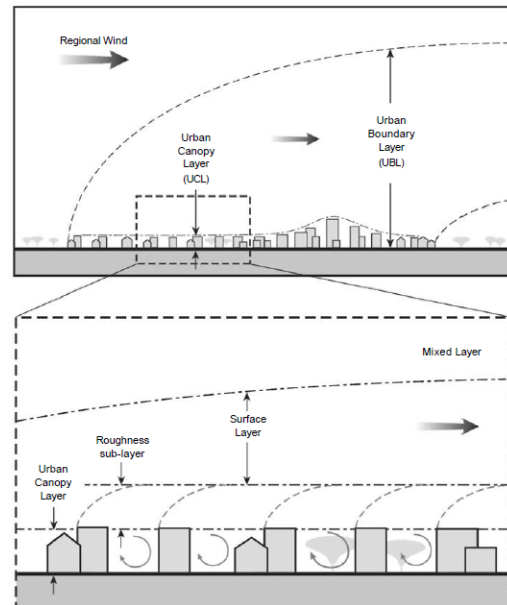 Regional Wind
Urban
Canopy
Layer
(UCL)
Urban
Boundary
Layer
(UBL)
Mixed Layer
Surface
Layer
Roughness
sub-layer
Urban
Canopy
Layer